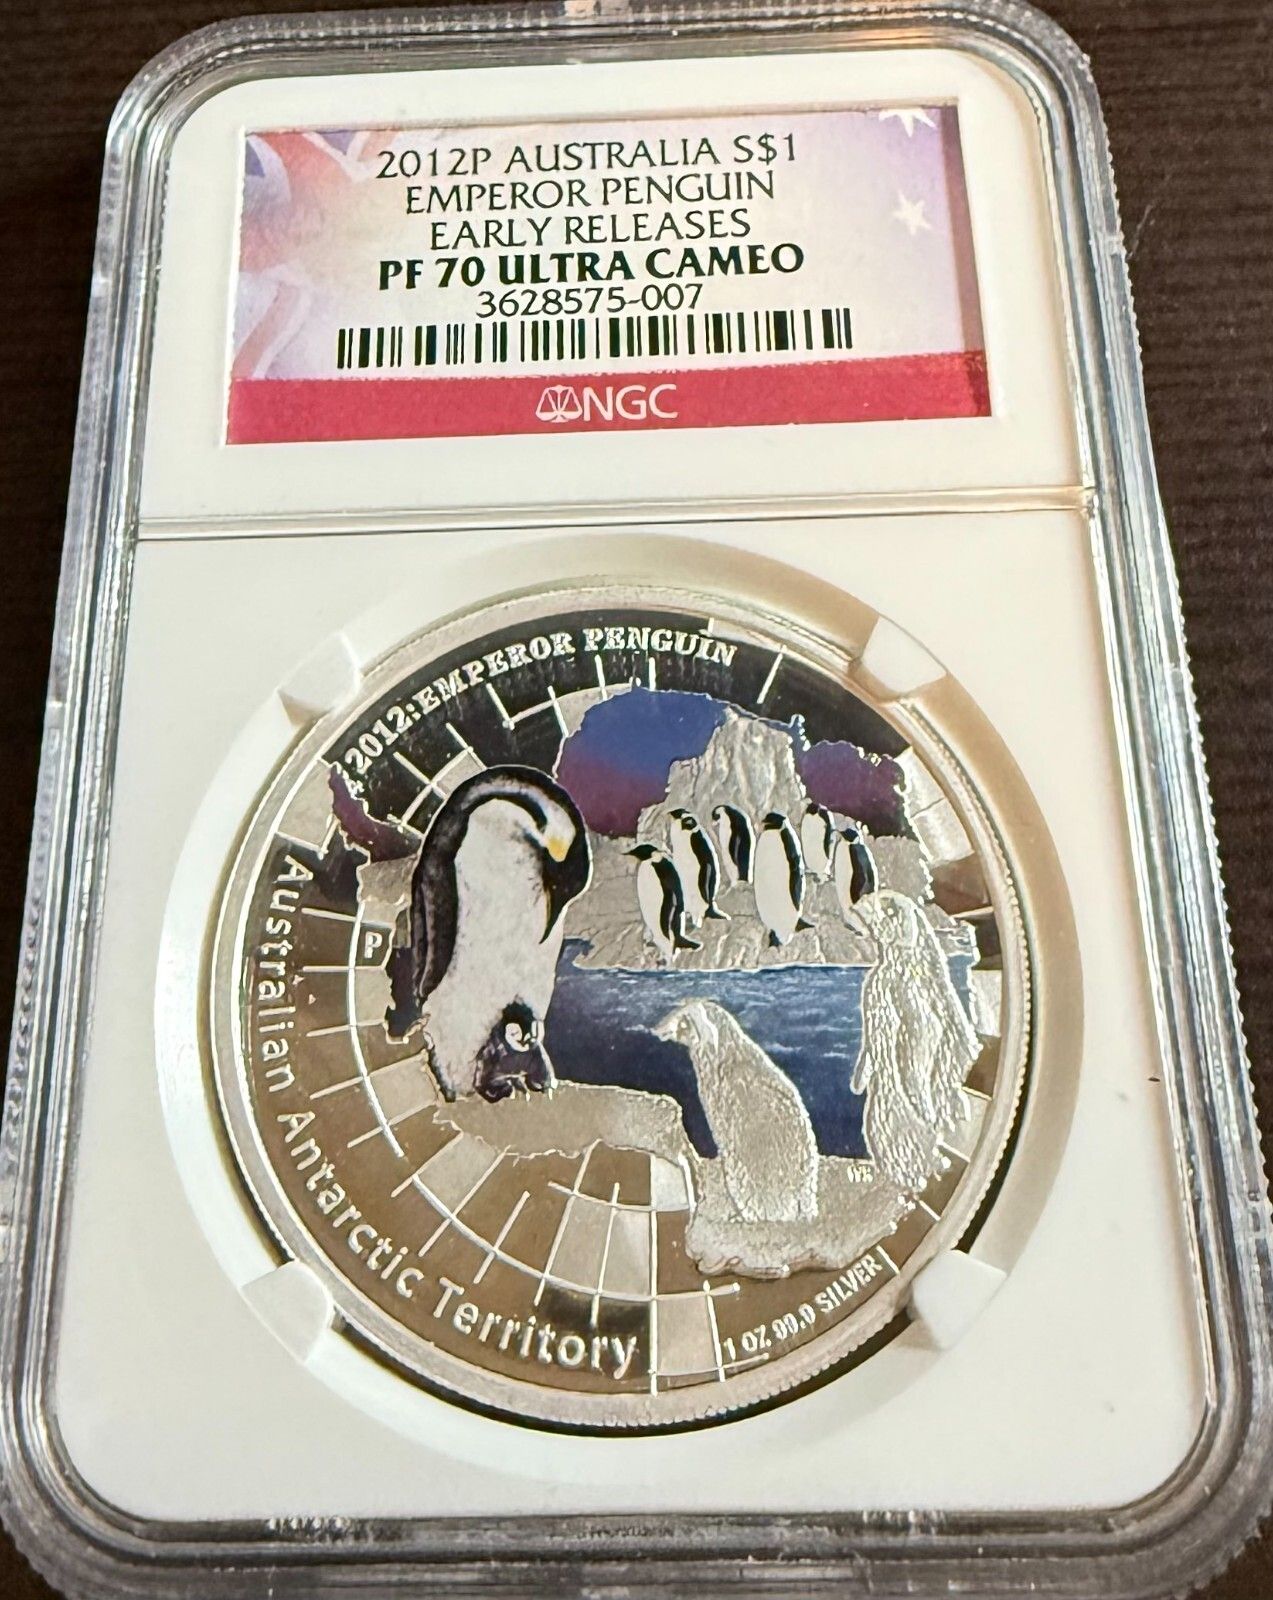 2012P AUSTRALIA S$1
EMPEROR PENGUIN
EARLY RELEASES
PF 70 ULTRA CAMEO
3628575-007
NGC
2012: EMPEROR PENGUIN
P
Australian Antarctic Territory
1 OZ 99.9 SILVER